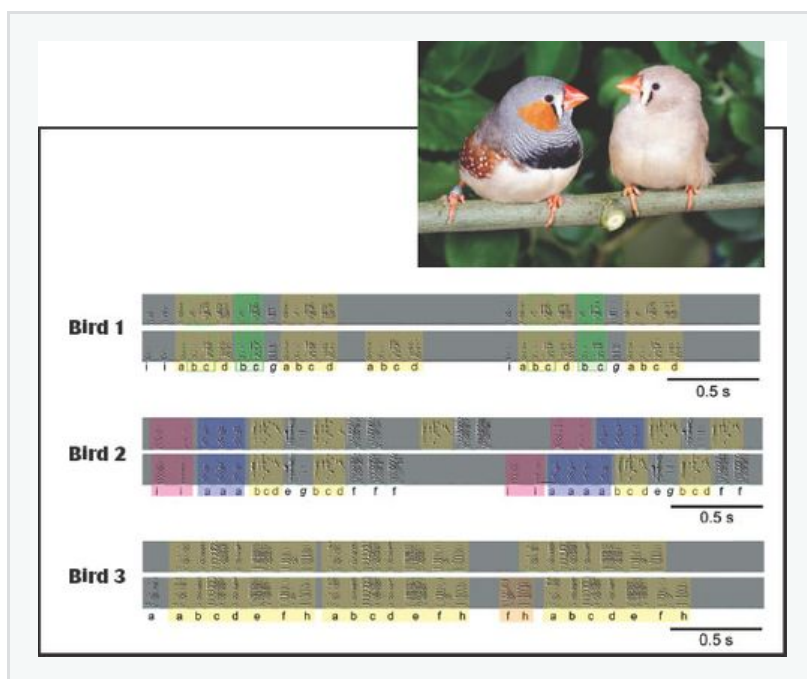 Bird 1
i i a b c d b c g a b c d a b c d i a b c d b c g a b c d
0.5 s
Bird 2
i i a a a b c d e g b c d f f f i i a a a a b c d e g b c d f f
0.5 s
Bird 3
a a b c d e f h a b c d e f h f h a b c d e f h
0.5 s